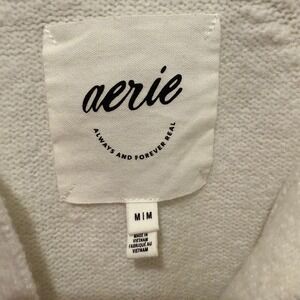 aerie
ALWAYS AND FOREVER REAL
M|M
MADE IN
VIETNAM
FABRIQUÉ AU
VIETNAM